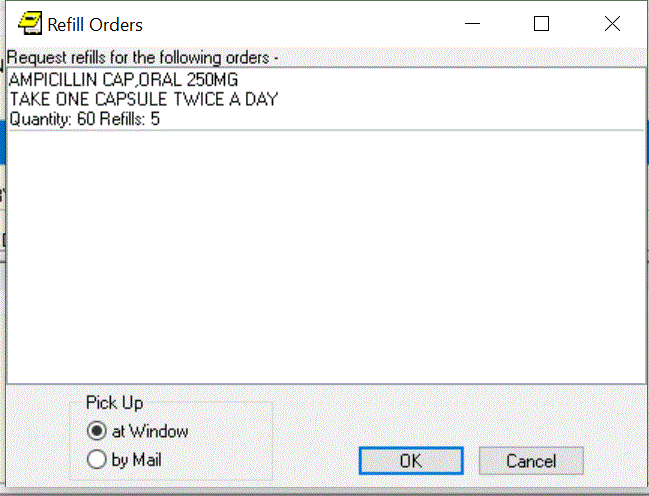 Refill Orders
Request refills for the following orders -
AMPICILLIN CAP,ORAL 250MG
TAKE ONE CAPSULE TWICE A DAY
Quantity: 60 Refills: 5
Pick Up
at Window
by Mail
OK
Cancel